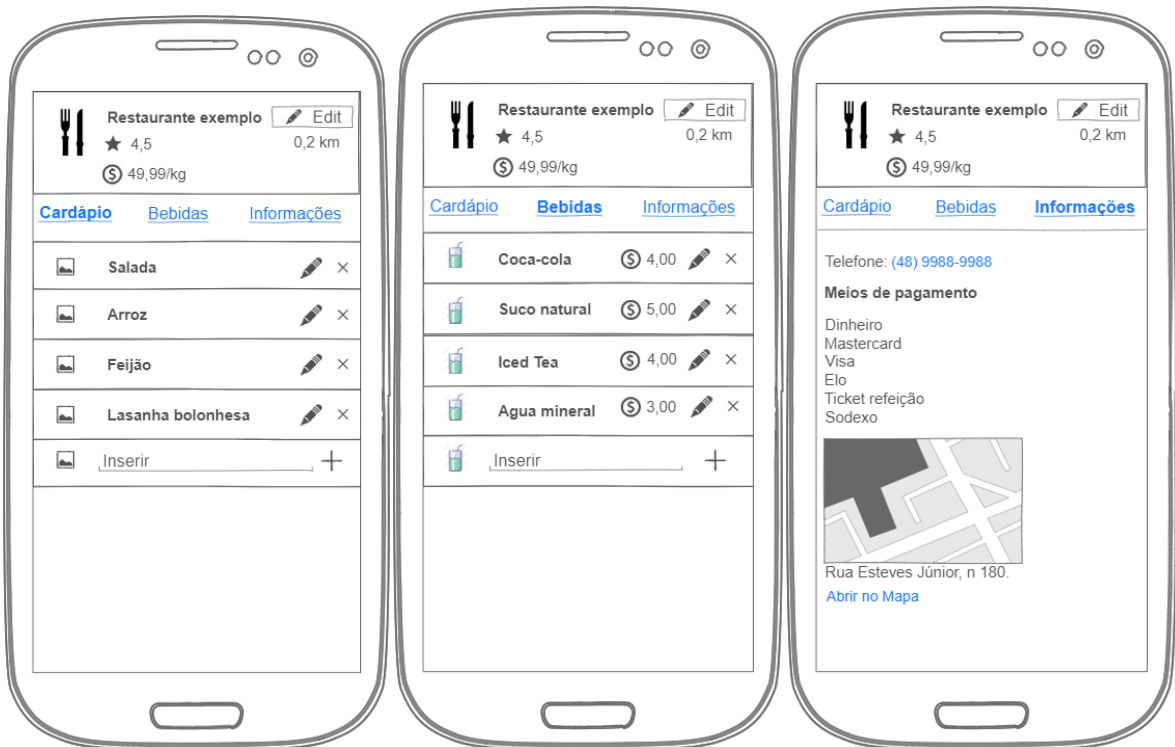 Restaurante exemplo Edit
4,5 0,2 km
$ 49,99/kg
Cardápio Bebidas Informações
Salada ×
Arroz ×
Feijão ×
Lasanha bolonhesa ×
Inserir +
Restaurante exemplo Edit
4,5 0,2 km
$ 49,99/kg
Cardápio Bebidas Informações
Coca-cola $ 4,00 ×
Suco natural $ 5,00 ×
Iced Tea $ 4,00 ×
Agua mineral $ 3,00 ×
Inserir +
Restaurante exemplo Edit
4,5 0,2 km
$ 49,99/kg
Cardápio Bebidas Informações
Telefone: (48) 9988-9988
Meios de pagamento
Dinheiro
Mastercard
Visa
Elo
Ticket refeição
Sodexo
Rua Esteves Júnior, n 180.
Abrir no Mapa